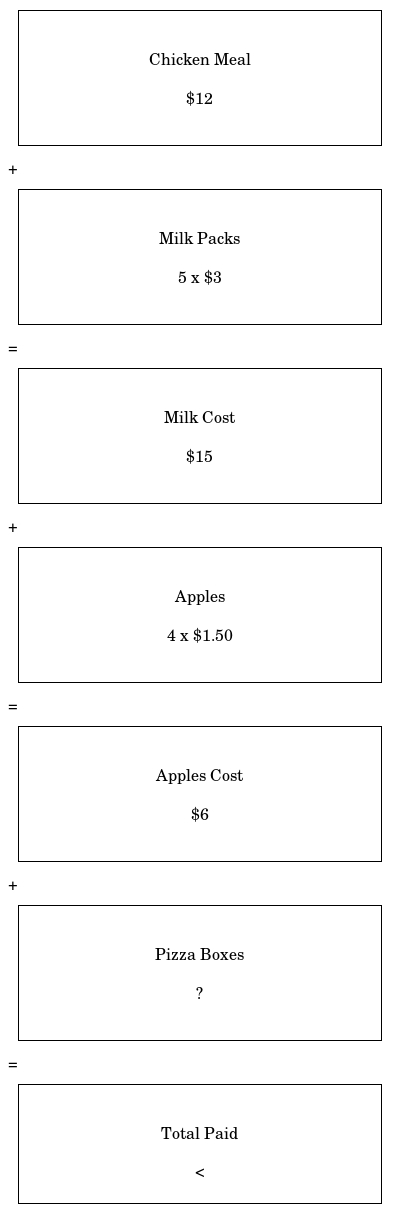 Chicken Meal
$12
+
Milk Packs
5 x $3
=
Milk Cost
$15
+
Apples
4 x $1.50
=
Apples Cost
$6
+
Pizza Boxes
?
=
Total Paid
<